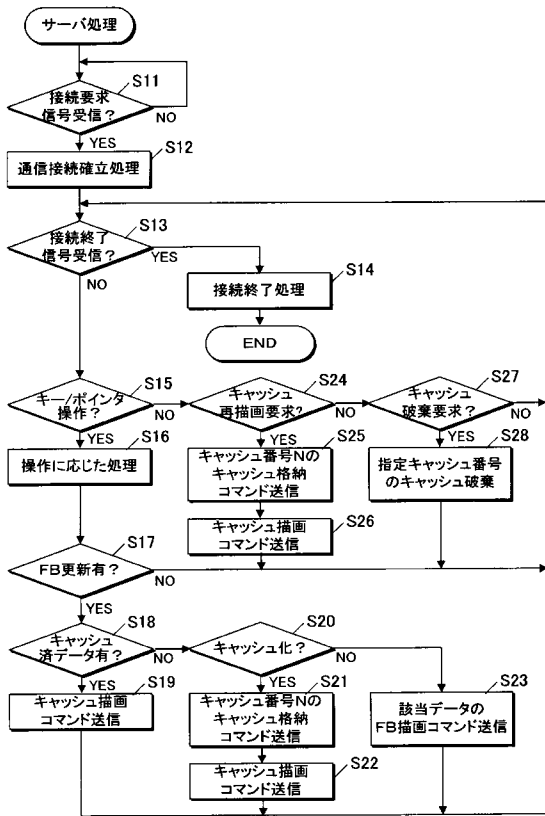 サーバ処理
S11
接続要求
信号受信？
NO
YES
S12
通信接続確立処理
S13
接続終了
信号受信？
YES
NO
S14
接続終了処理
END
S15
キー/ポインタ
操作？
NO
YES
S24
キャッシュ
再描画要求？
NO
YES
S27
キャッシュ
破棄要求？
NO
YES
S16
操作に応じた処理
S25
キャッシュ番号Nの
キャッシュ格納
コマンド送信
S28
指定キャッシュ番号
のキャッシュ破棄
S26
キャッシュ描画
コマンド送信
S17
FB更新有？
NO
YES
S18
キャッシュ
済データ有？
NO
YES
S20
キャッシュ化？
NO
YES
S19
キャッシュ描画
コマンド送信
S21
キャッシュ番号Nの
キャッシュ格納
コマンド送信
S23
該当データの
FB描画コマンド送信
S22
キャッシュ描画
コマンド送信